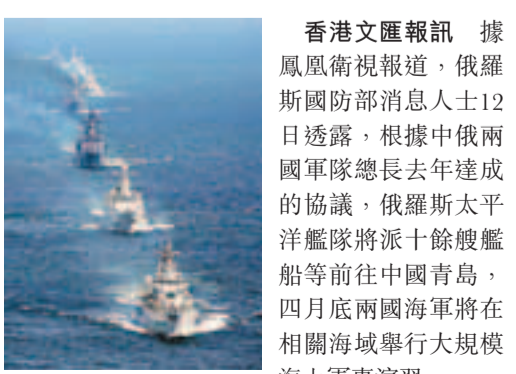 香港文匯報訊　據
鳳凰衛視報道，俄羅
斯國防部消息人士12
日透露，根據中俄兩
國軍隊總長去年達成
的協議，俄羅斯太平
洋艦隊將派十餘艘艦
船等前往中國青島，
四月底兩國海軍將在
相關海域舉行大規模